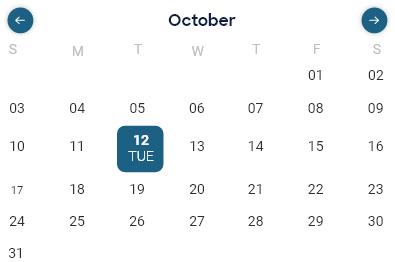 October
S M T W T F S
01 02
03 04 05 06 07 08 09
10 11 12 TUE 13 14 15 16
17 18 19 20 21 22 23
24 25 26 27 28 29 30
31